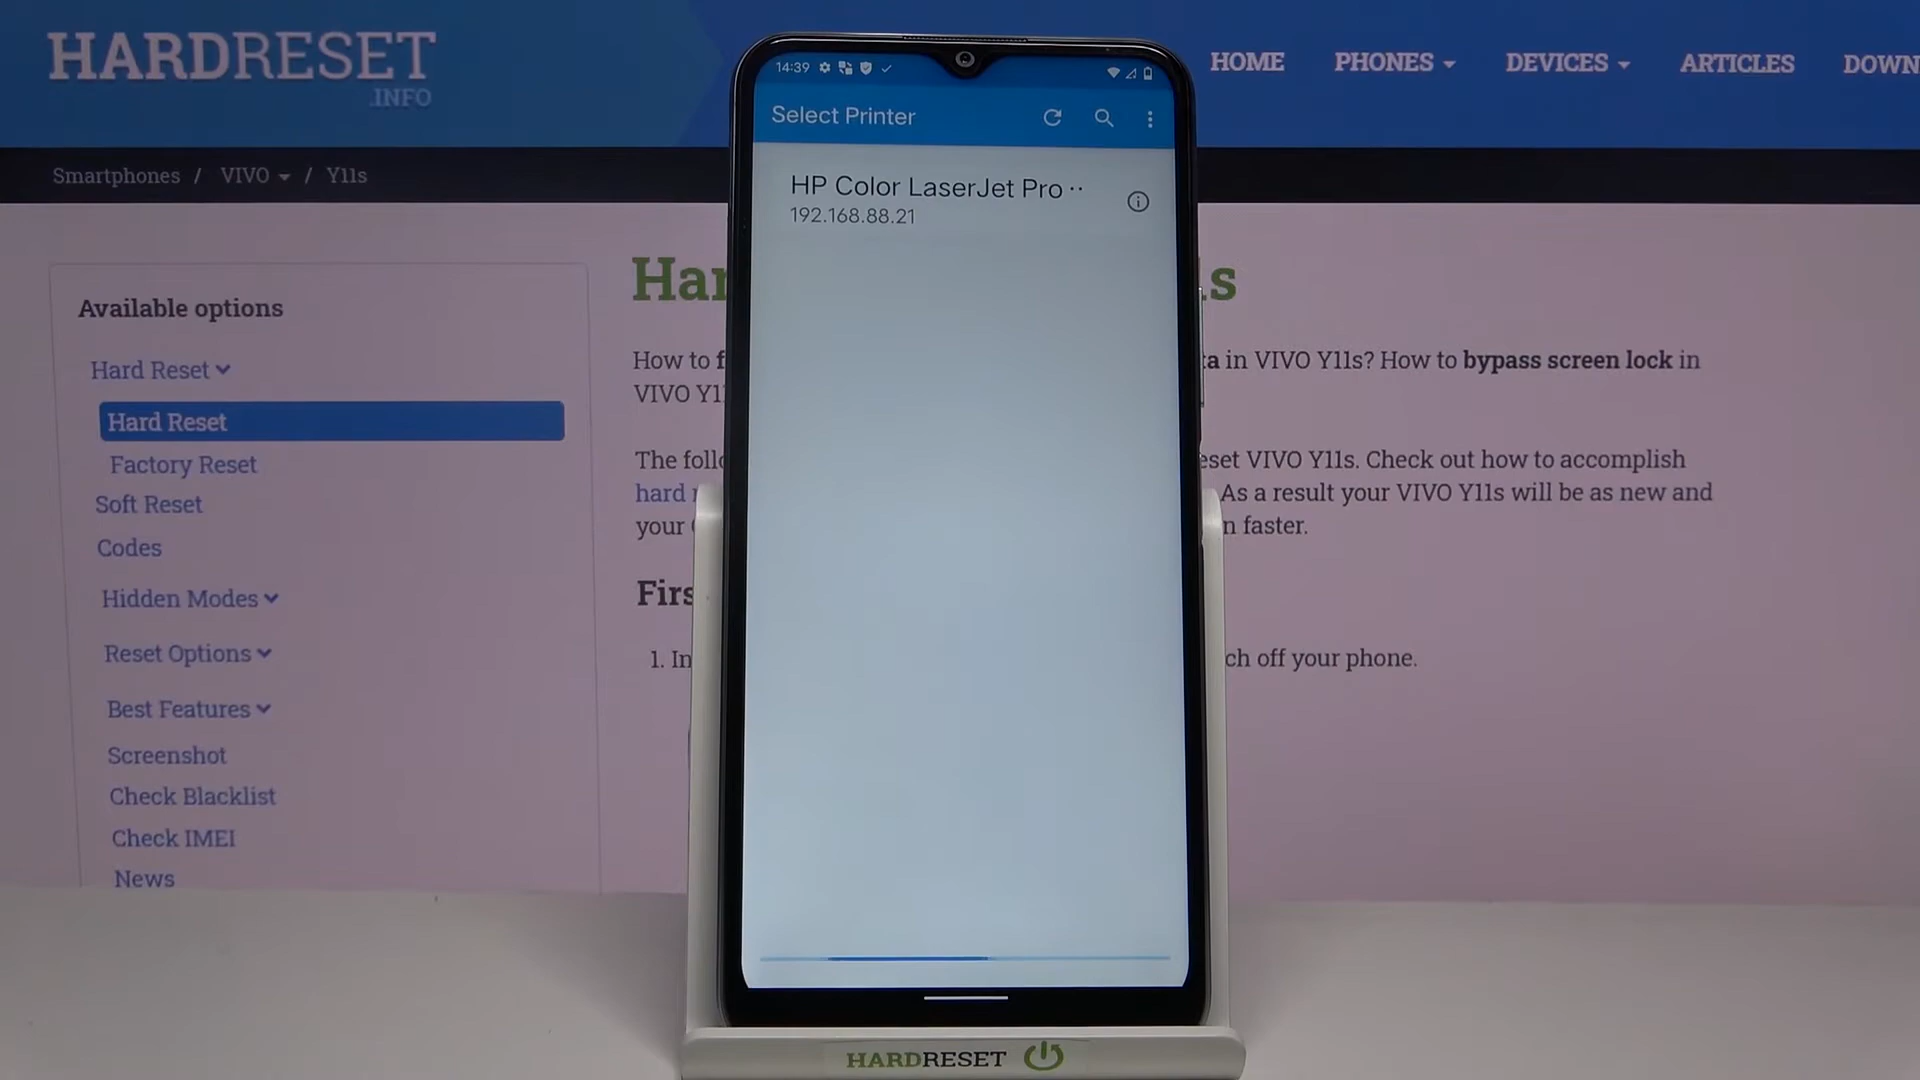 HARDRESET
.INFO
HOME PHONES DEVICES ARTICLES DOWN
Smartphones / VIVO / Y11s
14:39
Select Printer
HP Color LaserJet Pro ··
192.168.88.21
Available options
Hard Reset
Hard Reset
Factory Reset
Soft Reset
Codes
Hidden Modes
Reset Options
Best Features
Screenshot
Check Blacklist
Check IMEI
News
Har s
How to f ta in VIVO Y11s? How to bypass screen lock in
VIVO Y1
The follo eset VIVO Y11s. Check out how to accomplish
hard r As a result your VIVO Y11s will be as new and
your n faster.
Firs
1. In ch off your phone.
HARDRESET